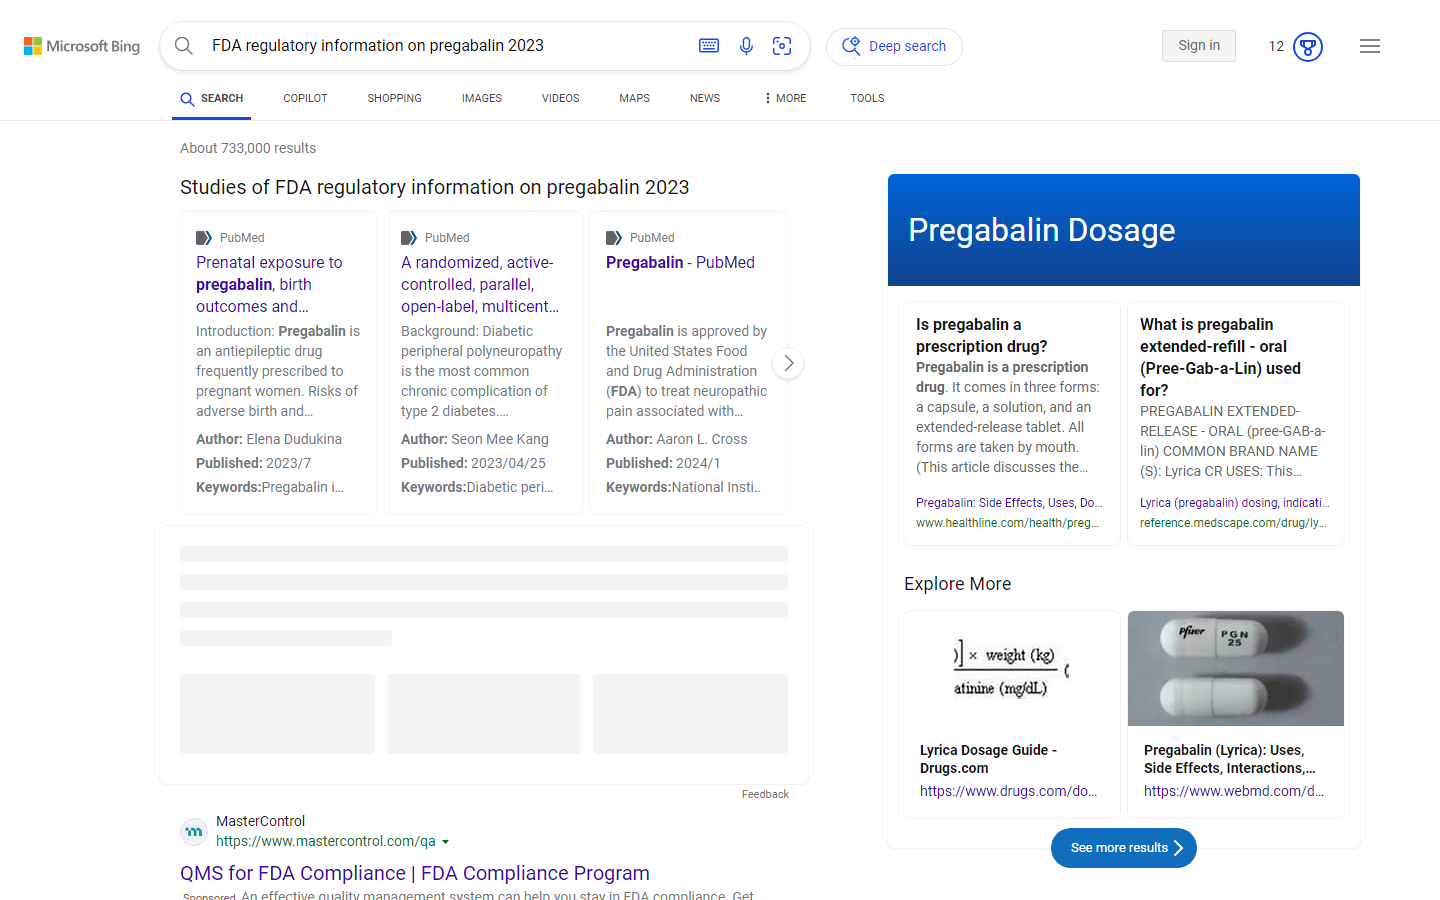 Microsoft Bing
FDA regulatory information on pregabalin 2023
Deep search
Sign in
12
SEARCH
COPILOT
SHOPPING
IMAGES
VIDEOS
MAPS
NEWS
MORE
TOOLS
About 733,000 results
Studies of FDA regulatory information on pregabalin 2023
PubMed
Prenatal exposure to
pregabalin, birth
outcomes and...
Introduction: Pregabalin is
an antiepileptic drug
frequently prescribed to
pregnant women. Risks of
adverse birth and...
Author: Elena Dudukina
Published: 2023/7
Keywords:Pregabalin i...
PubMed
A randomized, active-
controlled, parallel,
open-label, multicent...
Background: Diabetic
peripheral polyneuropathy
is the most common
chronic complication of
type 2 diabetes....
Author: Seon Mee Kang
Published: 2023/04/25
Keywords:Diabetic peri...
PubMed
Pregabalin - PubMed
Pregabalin is approved by
the United States Food
and Drug Administration
(FDA) to treat neuropathic
pain associated with...
Author: Aaron L. Cross
Published: 2024/1
Keywords:National Insti..
Feedback
MasterControl
https://www.mastercontrol.com/qa
QMS for FDA Compliance | FDA Compliance Program
Sponsored An effective quality management system can help you stay in FDA compliance. Get
Pregabalin Dosage
Is pregabalin a
prescription drug?
Pregabalin is a prescription
drug. It comes in three forms:
a capsule, a solution, and an
extended-release tablet. All
forms are taken by mouth.
(This article discusses the...
Pregabalin: Side Effects, Uses, Do...
www.healthline.com/health/preg...
What is pregabalin
extended-refill - oral
(Pree-Gab-a-Lin) used
for?
PREGABALIN EXTENDED-
RELEASE - ORAL (pree-GAB-a-
lin) COMMON BRAND NAME
(S): Lyrica CR USES: This...
Lyrica (pregabalin) dosing, indicati...
reference.medscape.com/drug/ly...
Explore More
)] × weight (kg)
atinine (mg/dL)
Lyrica Dosage Guide -
Drugs.com
https://www.drugs.com/do...
Pfizer
PGN
25
Pregabalin (Lyrica): Uses,
Side Effects, Interactions,...
https://www.webmd.com/d...
See more results